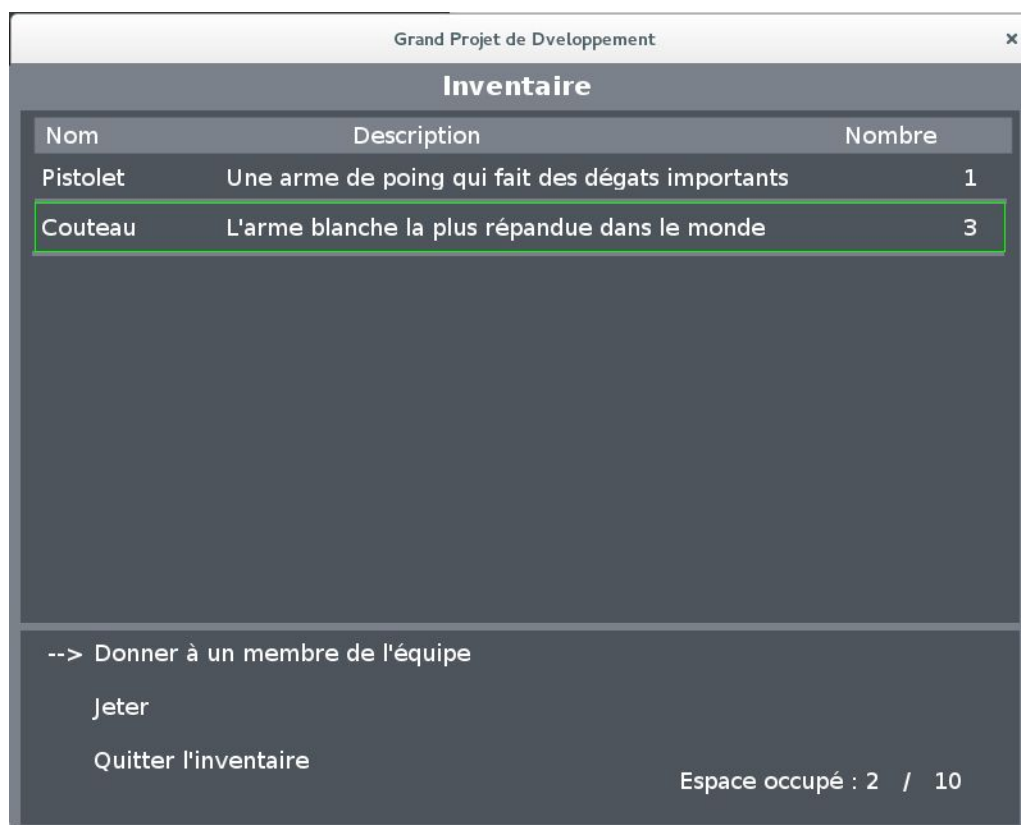 Grand Projet de Dveloppement ×
Inventaire
Nom Description Nombre
Pistolet Une arme de poing qui fait des dégats importants 1
Couteau L'arme blanche la plus répandue dans le monde 3
--> Donner à un membre de l'équipe
Jeter
Quitter l'inventaire
Espace occupé : 2 / 10